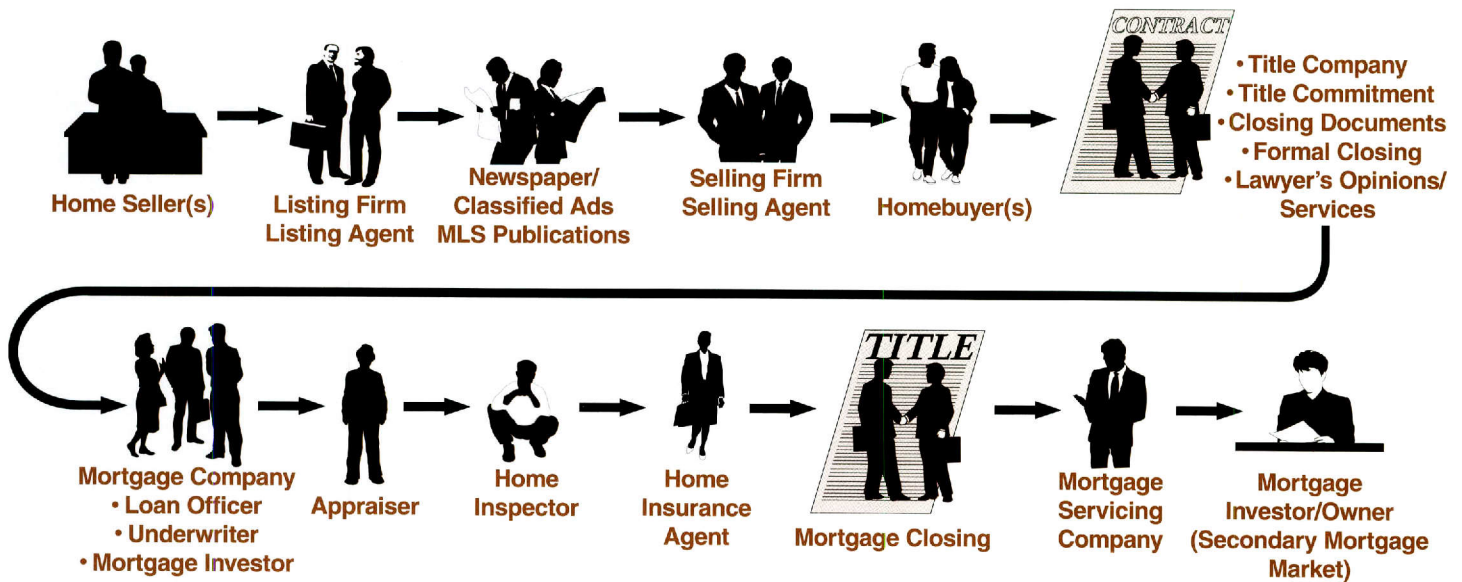 CONTRACT
• Title Company
• Title Commitment
• Closing Documents
• Formal Closing
• Lawyer's Opinions/
Services
Home Seller(s)
Listing Firm
Listing Agent
Newspaper/
Classified Ads
MLS Publications
Selling Firm
Selling Agent
Homebuyer(s)
TITLE
Mortgage Company
• Loan Officer
• Underwriter
• Mortgage Investor
Appraiser
Home
Inspector
Home
Insurance
Agent
Mortgage Closing
Mortgage
Servicing
Company
Mortgage
Investor/Owner
(Secondary Mortgage
Market)